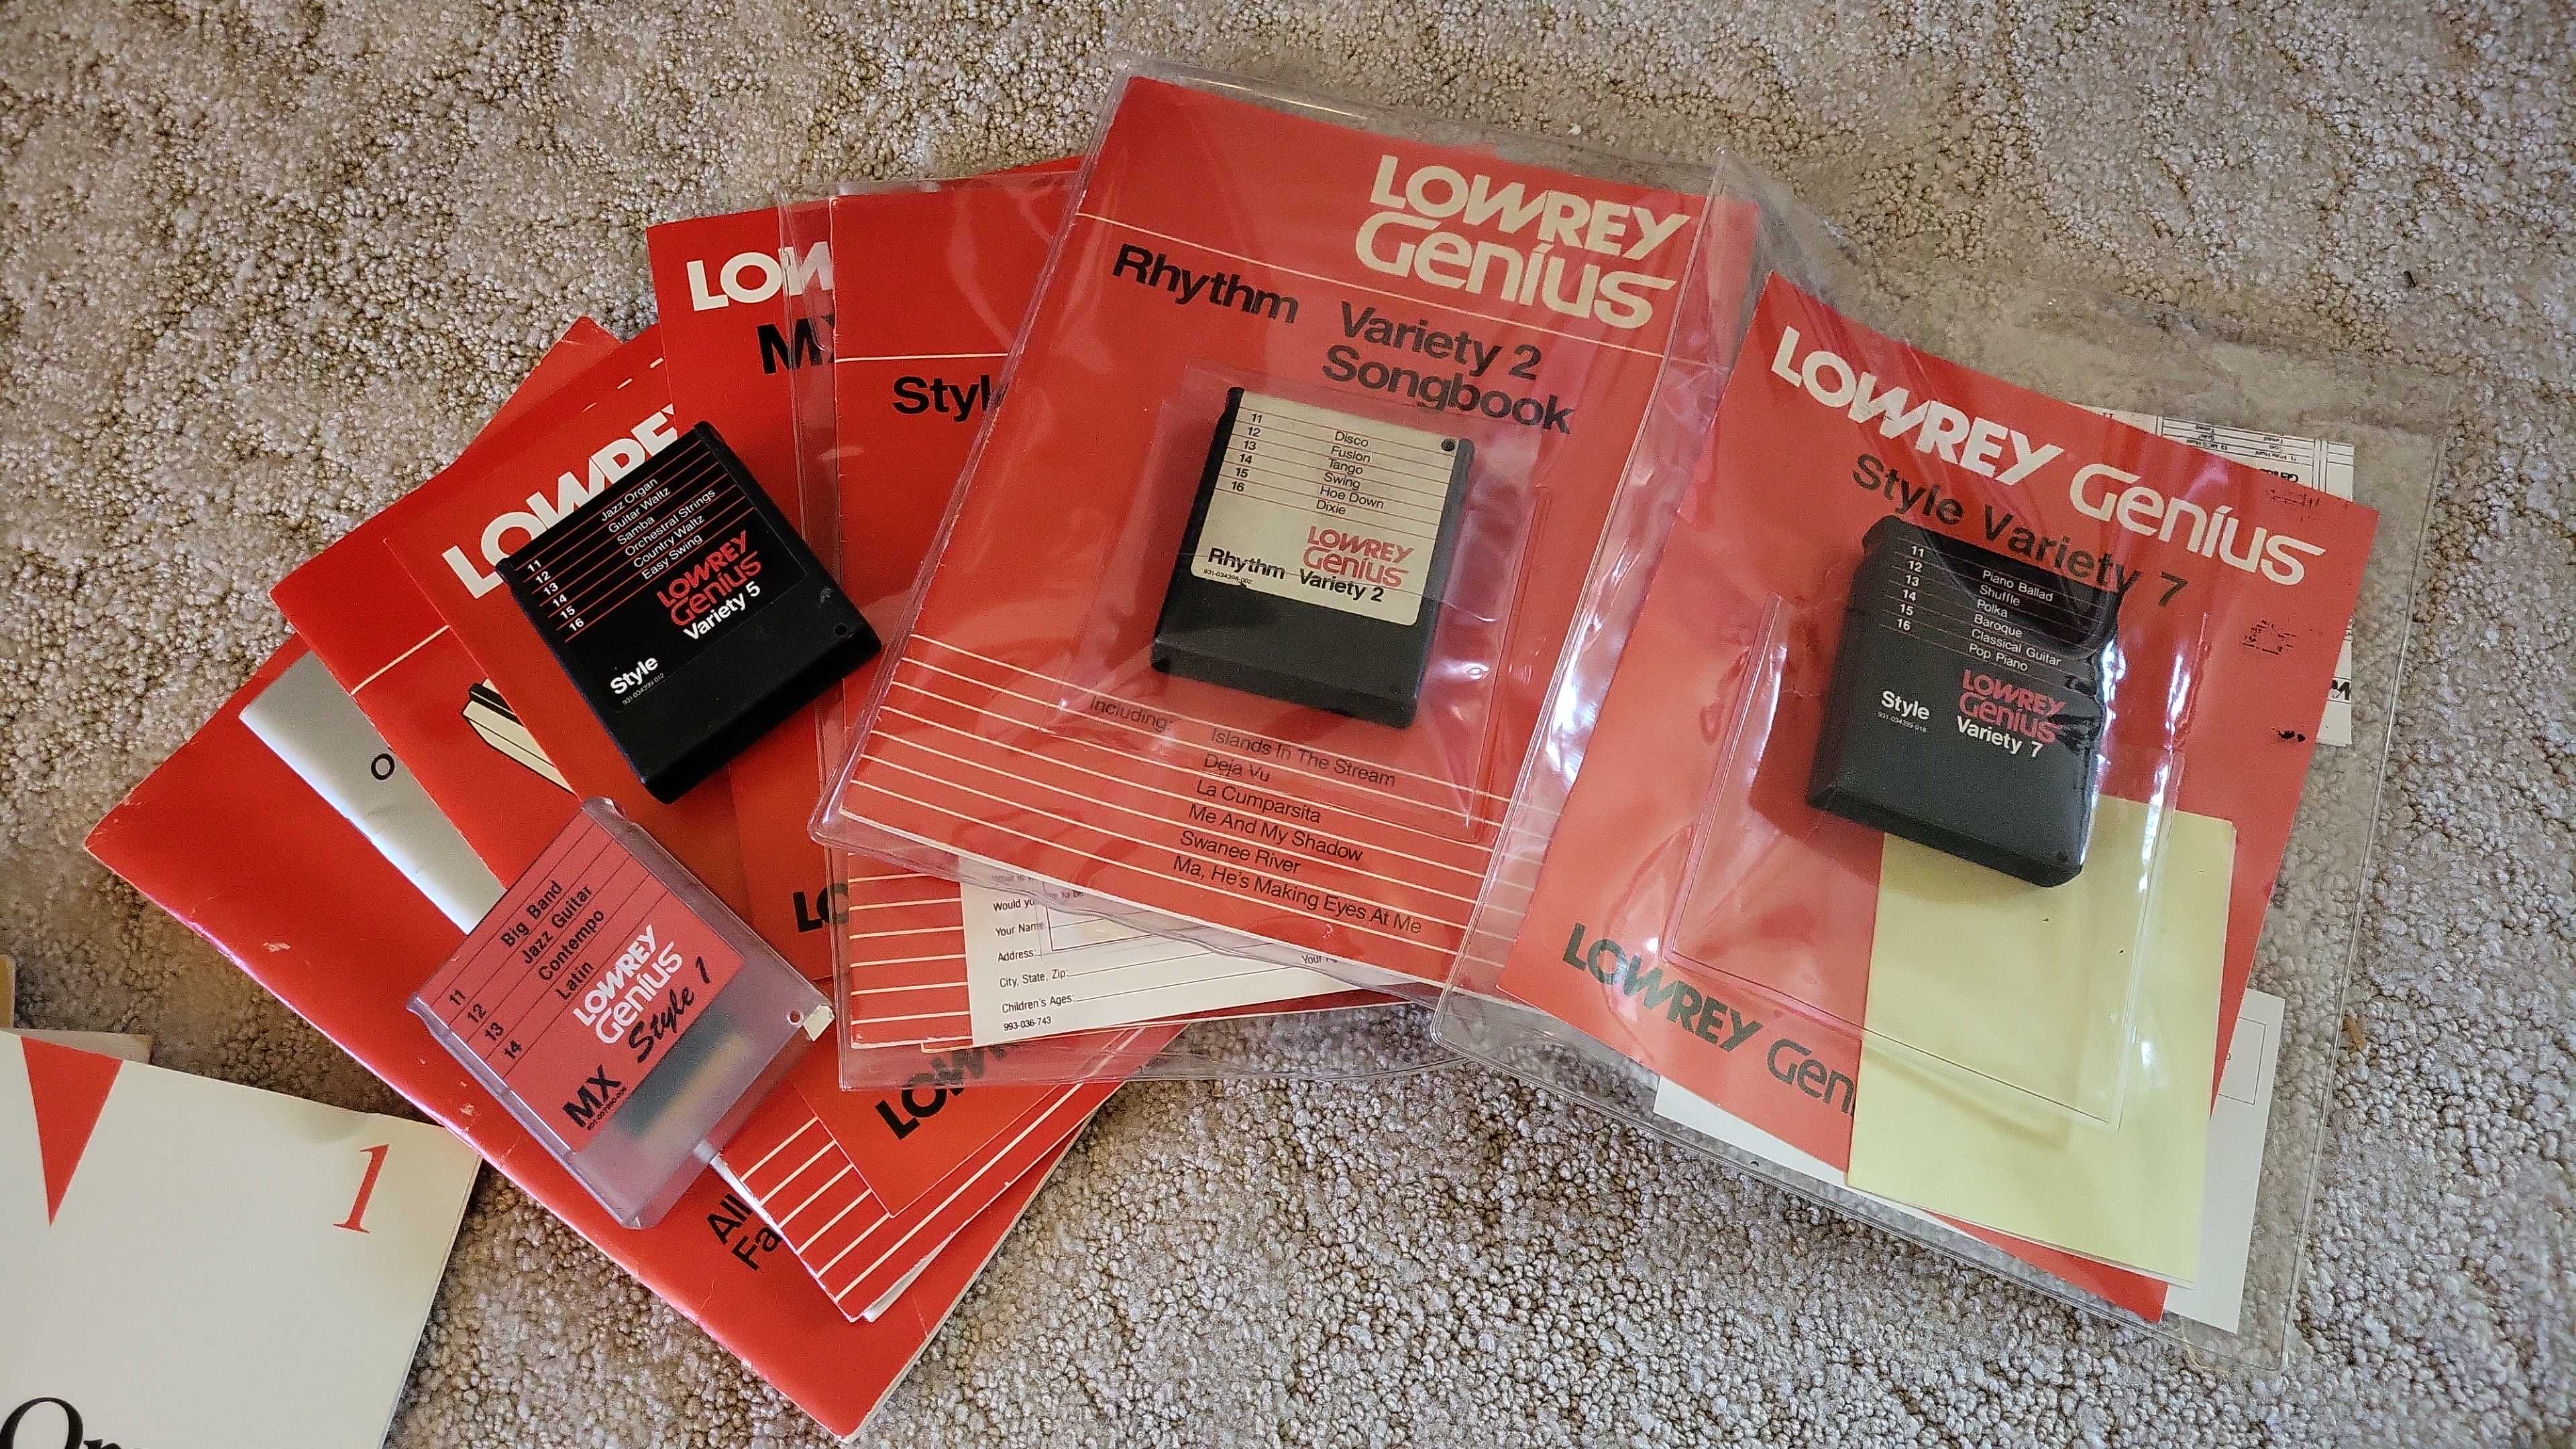 LOWREY
Genius
Rhythm Variety 2
Songbook
11 Disco
12 Fusion
13 Tango
14 Swing
15 Hoe Down
16 Dixie
LOWREY
Genius
Rhythm Variety 2
Including:
Islands In The Stream
Deja Vu
La Cumparsita
Me And My Shadow
Swanee River
Ma, He's Making Eyes At Me
LOWREY Genius
Style Variety 7
11 Piano Ballad
12 Shuffle
13 Polka
14 Baroque
15 Classical Guitar
16 Pop Piano
LOWREY
Genius
Style Variety 7
LOWREY Gen
LOW
MX
Styl
LOWREY
11 Jazz Organ
12 Guitar Waltz
13 Samba
14 Orchestral Strings
15 Country Waltz
16 Easy Swing
LOWREY
Genius
Variety 5
Style
O
11 Big Band
12 Jazz Guitar
13 Contempo
14 Latin
LOWREY
Genius
MX Style 1
LO
Would yo
Your Name
Address:
City, State, Zip:
Children's Ages:
993-036-743
LOW
All
Fa
1